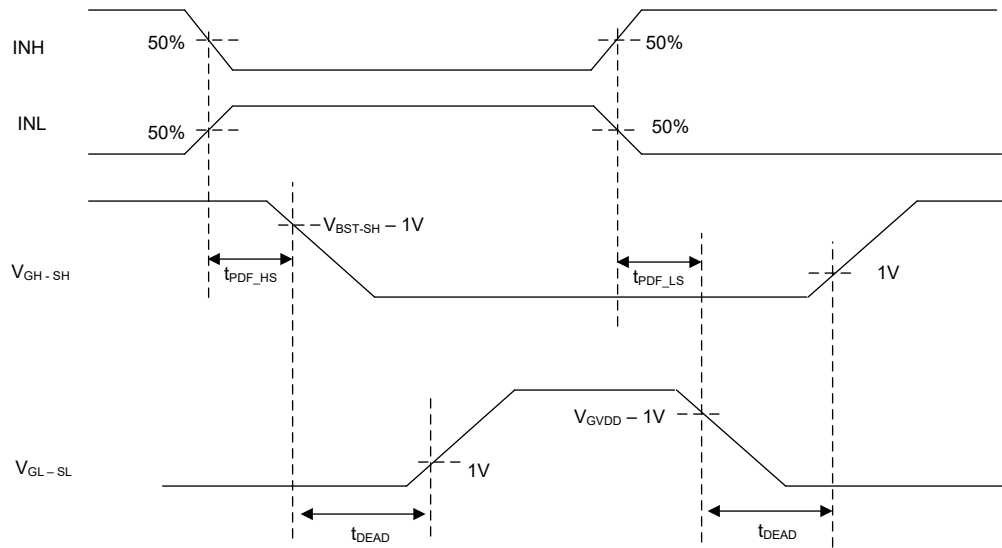 INH
50%
50%
INL
50%
50%
V_BST-SH – 1V
V_GH - SH
t_PDF_HS
t_PDF_LS
1V
V_GVDD – 1V
V_GL – SL
1V
t_DEAD
t_DEAD